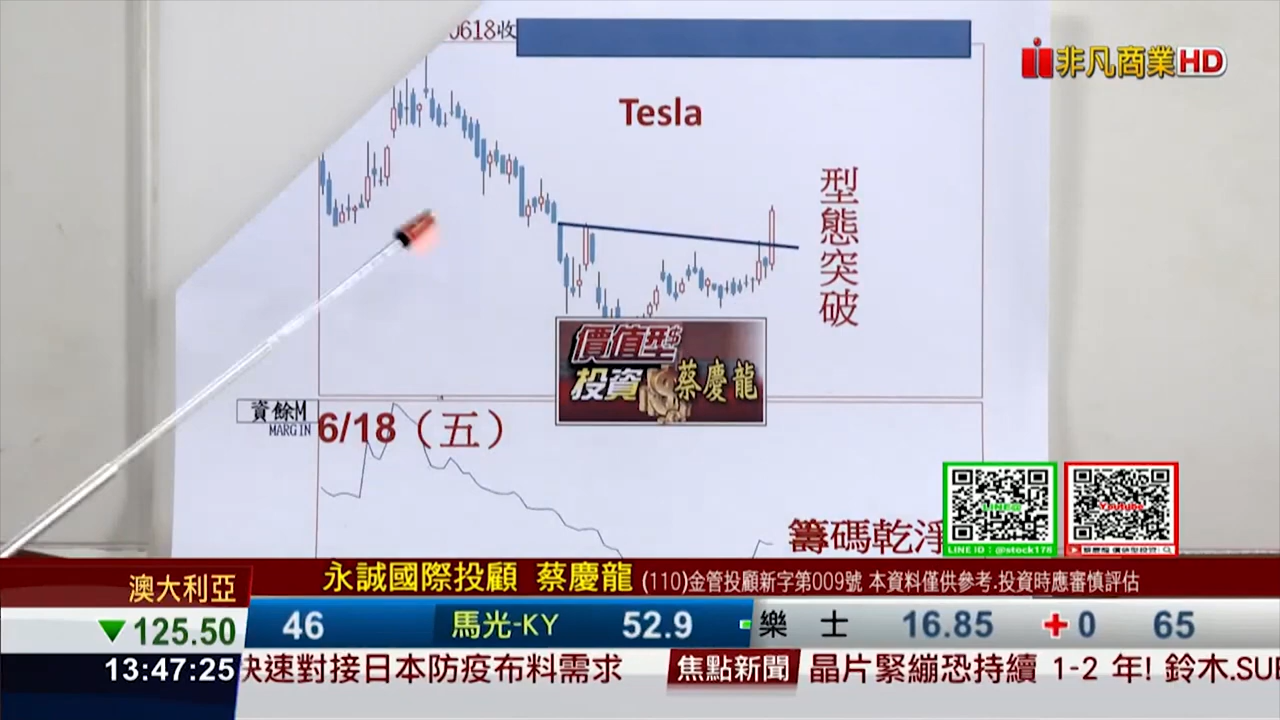 0618收
非凡商業HD
Tesla
型態突破
價值型$
投資 蔡慶龍
資餘M
MARGIN
6/18（五）
籌碼乾淨
LINE@
LINE ID：@stock178
Youtube
永誠國際投顧 蔡慶龍 (110)金管投顧新字第009號 本資料僅供參考.投資時應審慎評估
澳大利亞
▼125.50
46 馬光-KY 52.9 樂 士 16.85 +0 65
13:47:25
快速對接日本防疫布料需求 焦點新聞 晶片緊繃恐持續 1-2 年! 鈴木.SUB